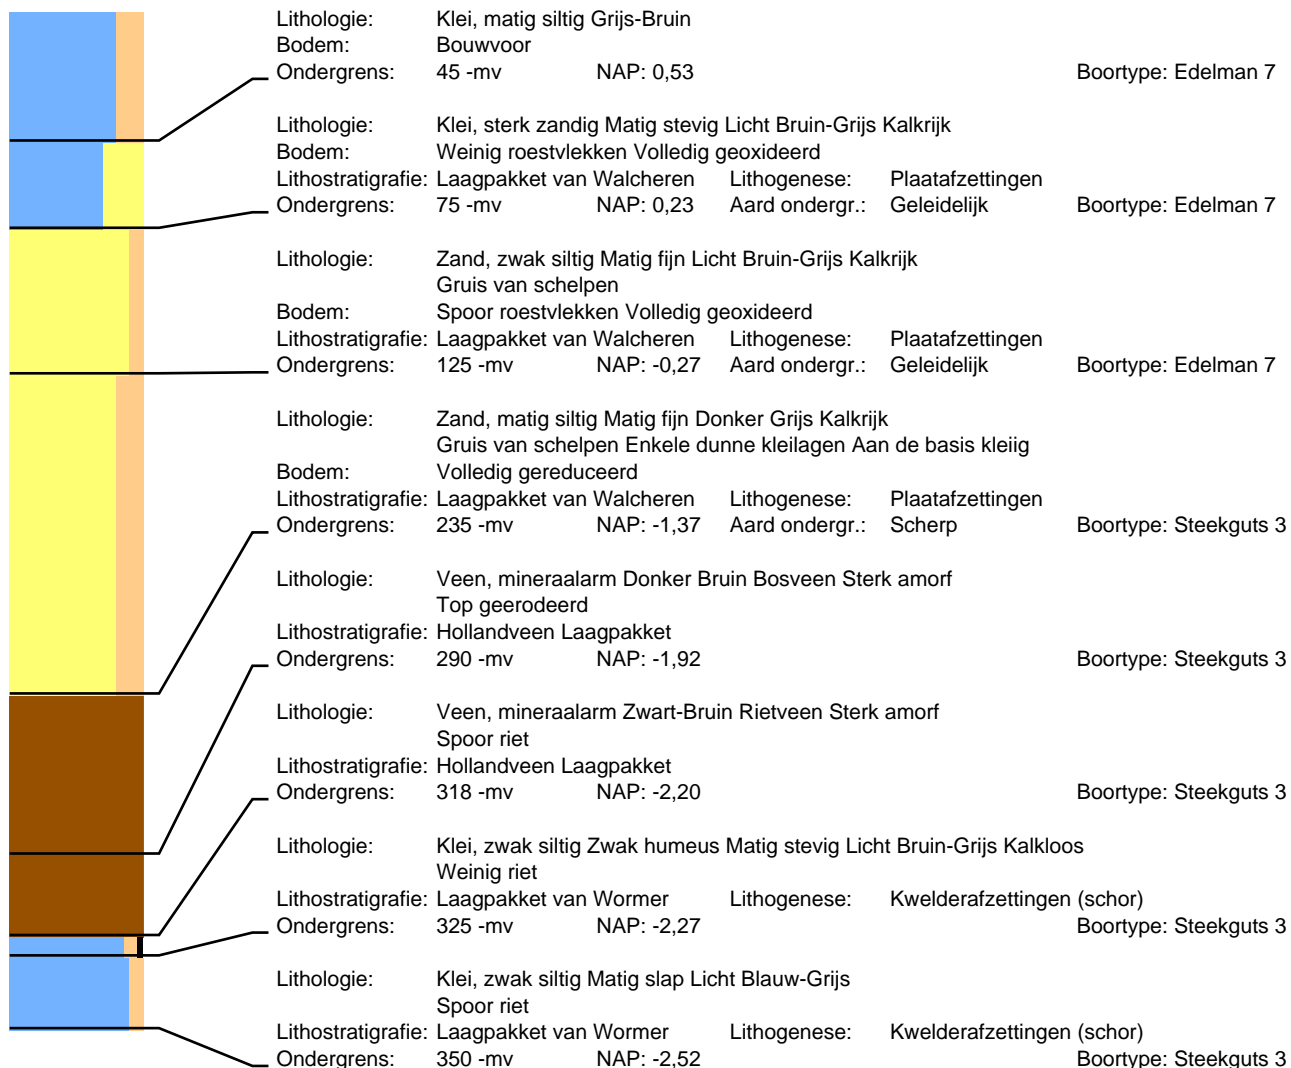 Lithologie: Klei, matig siltig Grijs-Bruin
Bodem: Bouwvoor
Ondergrens: 45 -mv NAP: 0,53 Boortype: Edelman 7
Lithologie: Klei, sterk zandig Matig stevig Licht Bruin-Grijs Kalkrijk
Bodem: Weinig roestvlekken Volledig geoxideerd
Lithostratigrafie: Laagpakket van Walcheren Lithogenese: Plaatafzettingen
Ondergrens: 75 -mv NAP: 0,23 Aard ondergr.: Geleidelijk Boortype: Edelman 7
Lithologie: Zand, zwak siltig Matig fijn Licht Bruin-Grijs Kalkrijk
Gruis van schelpen
Bodem: Spoor roestvlekken Volledig geoxideerd
Lithostratigrafie: Laagpakket van Walcheren Lithogenese: Plaatafzettingen
Ondergrens: 125 -mv NAP: -0,27 Aard ondergr.: Geleidelijk Boortype: Edelman 7
Lithologie: Zand, matig siltig Matig fijn Donker Grijs Kalkrijk
Gruis van schelpen Enkele dunne kleilagen Aan de basis kleiig
Bodem: Volledig gereduceerd
Lithostratigrafie: Laagpakket van Walcheren Lithogenese: Plaatafzettingen
Ondergrens: 235 -mv NAP: -1,37 Aard ondergr.: Scherp Boortype: Steekguts 3
Lithologie: Veen, mineraalarm Donker Bruin Bosveen Sterk amorf
Top geerodeerd
Lithostratigrafie: Hollandveen Laagpakket
Ondergrens: 290 -mv NAP: -1,92 Boortype: Steekguts 3
Lithologie: Veen, mineraalarm Zwart-Bruin Rietveen Sterk amorf
Spoor riet
Lithostratigrafie: Hollandveen Laagpakket
Ondergrens: 318 -mv NAP: -2,20 Boortype: Steekguts 3
Lithologie: Klei, zwak siltig Zwak humeus Matig stevig Licht Bruin-Grijs Kalkloos
Weinig riet
Lithostratigrafie: Laagpakket van Wormer Lithogenese: Kwelderafzettingen (schor)
Ondergrens: 325 -mv NAP: -2,27 Boortype: Steekguts 3
Lithologie: Klei, zwak siltig Matig slap Licht Blauw-Grijs
Spoor riet
Lithostratigrafie: Laagpakket van Wormer Lithogenese: Kwelderafzettingen (schor)
Ondergrens: 350 -mv NAP: -2,52 Boortype: Steekguts 3